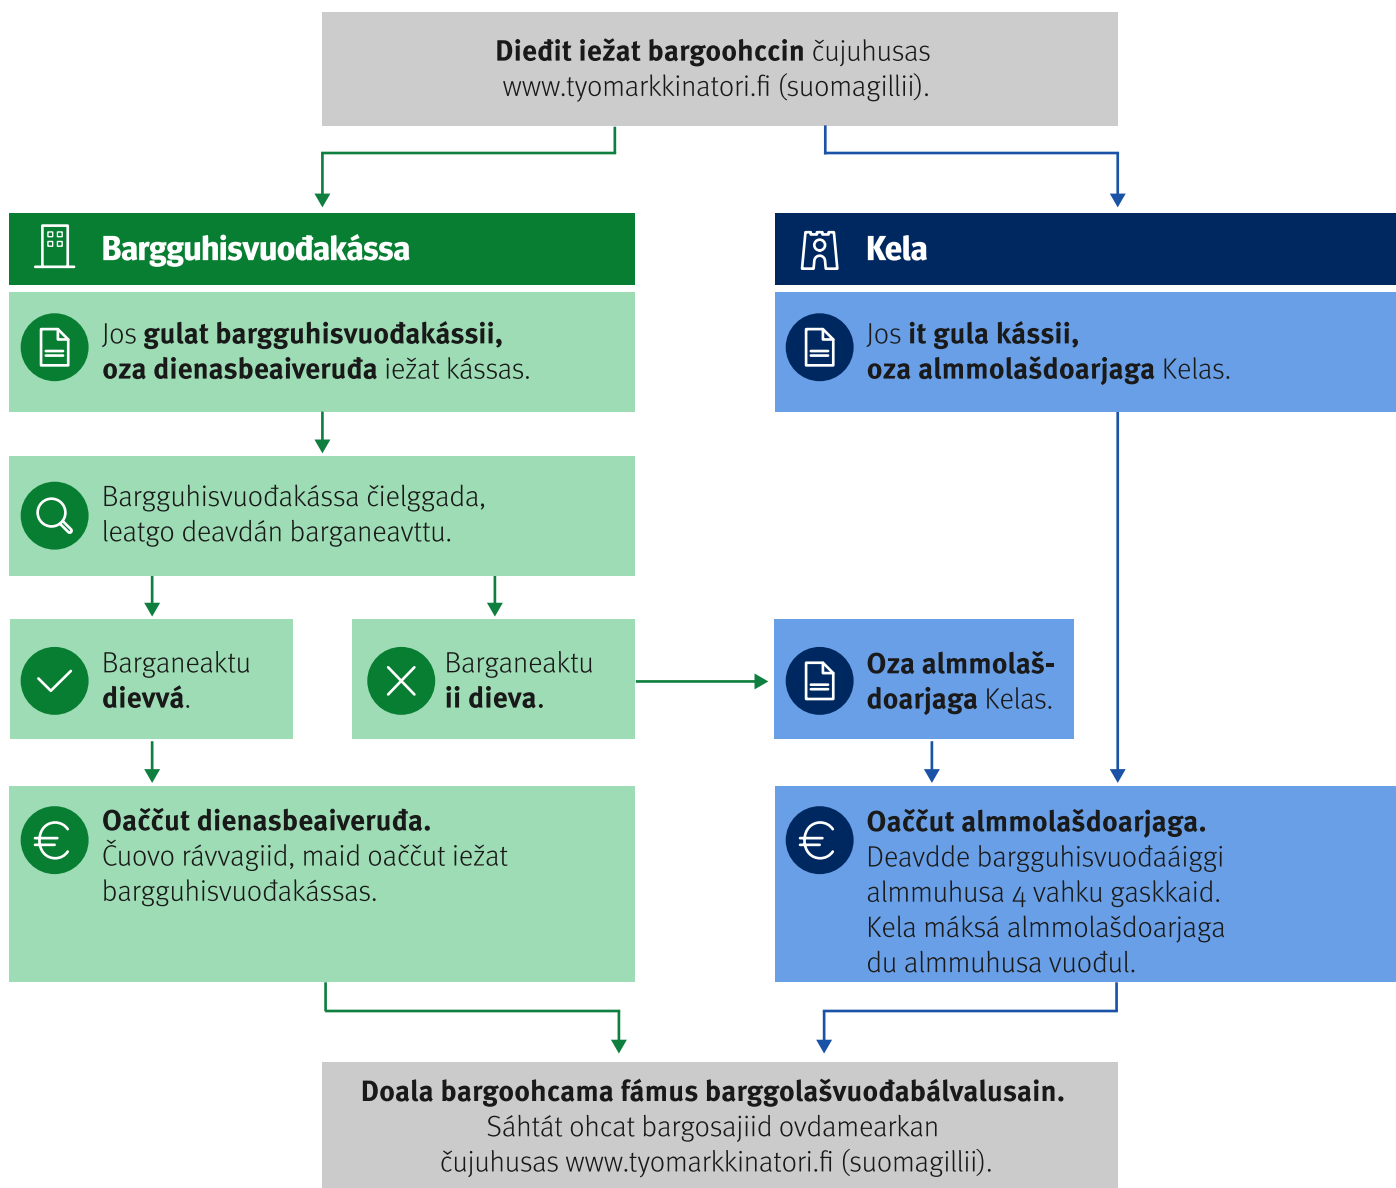 Dieđit iežat bargoohccin čujuhusas
www.tyomarkkinatori.fi (suomagillii).
Bargguhisvuođakássa
Jos gulat bargguhisvuođakássii,
oza dienasbeaiveruđa iežat kássas.
Bargguhisvuođakássa čielggada,
leatgo deavdán barganeavttu.
Barganeaktu
dievvá.
Barganeaktu
ii dieva.
Oaččut dienasbeaiveruđa.
Čuovo rávvagiid, maid oaččut iežat
bargguhisvuođakássas.
Kela
Jos it gula kássii,
oza almmolašdoarjaga Kelas.
Oza almmolaš-
doarjaga Kelas.
Oaččut almmolašdoarjaga.
Deavdde bargguhisvuođaáiggi
almmuhusa 4 vahku gaskkaid.
Kela máksá almmolašdoarjaga
du almmuhusa vuođul.
Doala bargoohcama fámus barggolašvuođabálvalusain.
Sáhtát ohcat bargosajiid ovdamearkan
čujuhusas www.tyomarkkinatori.fi (suomagillii).